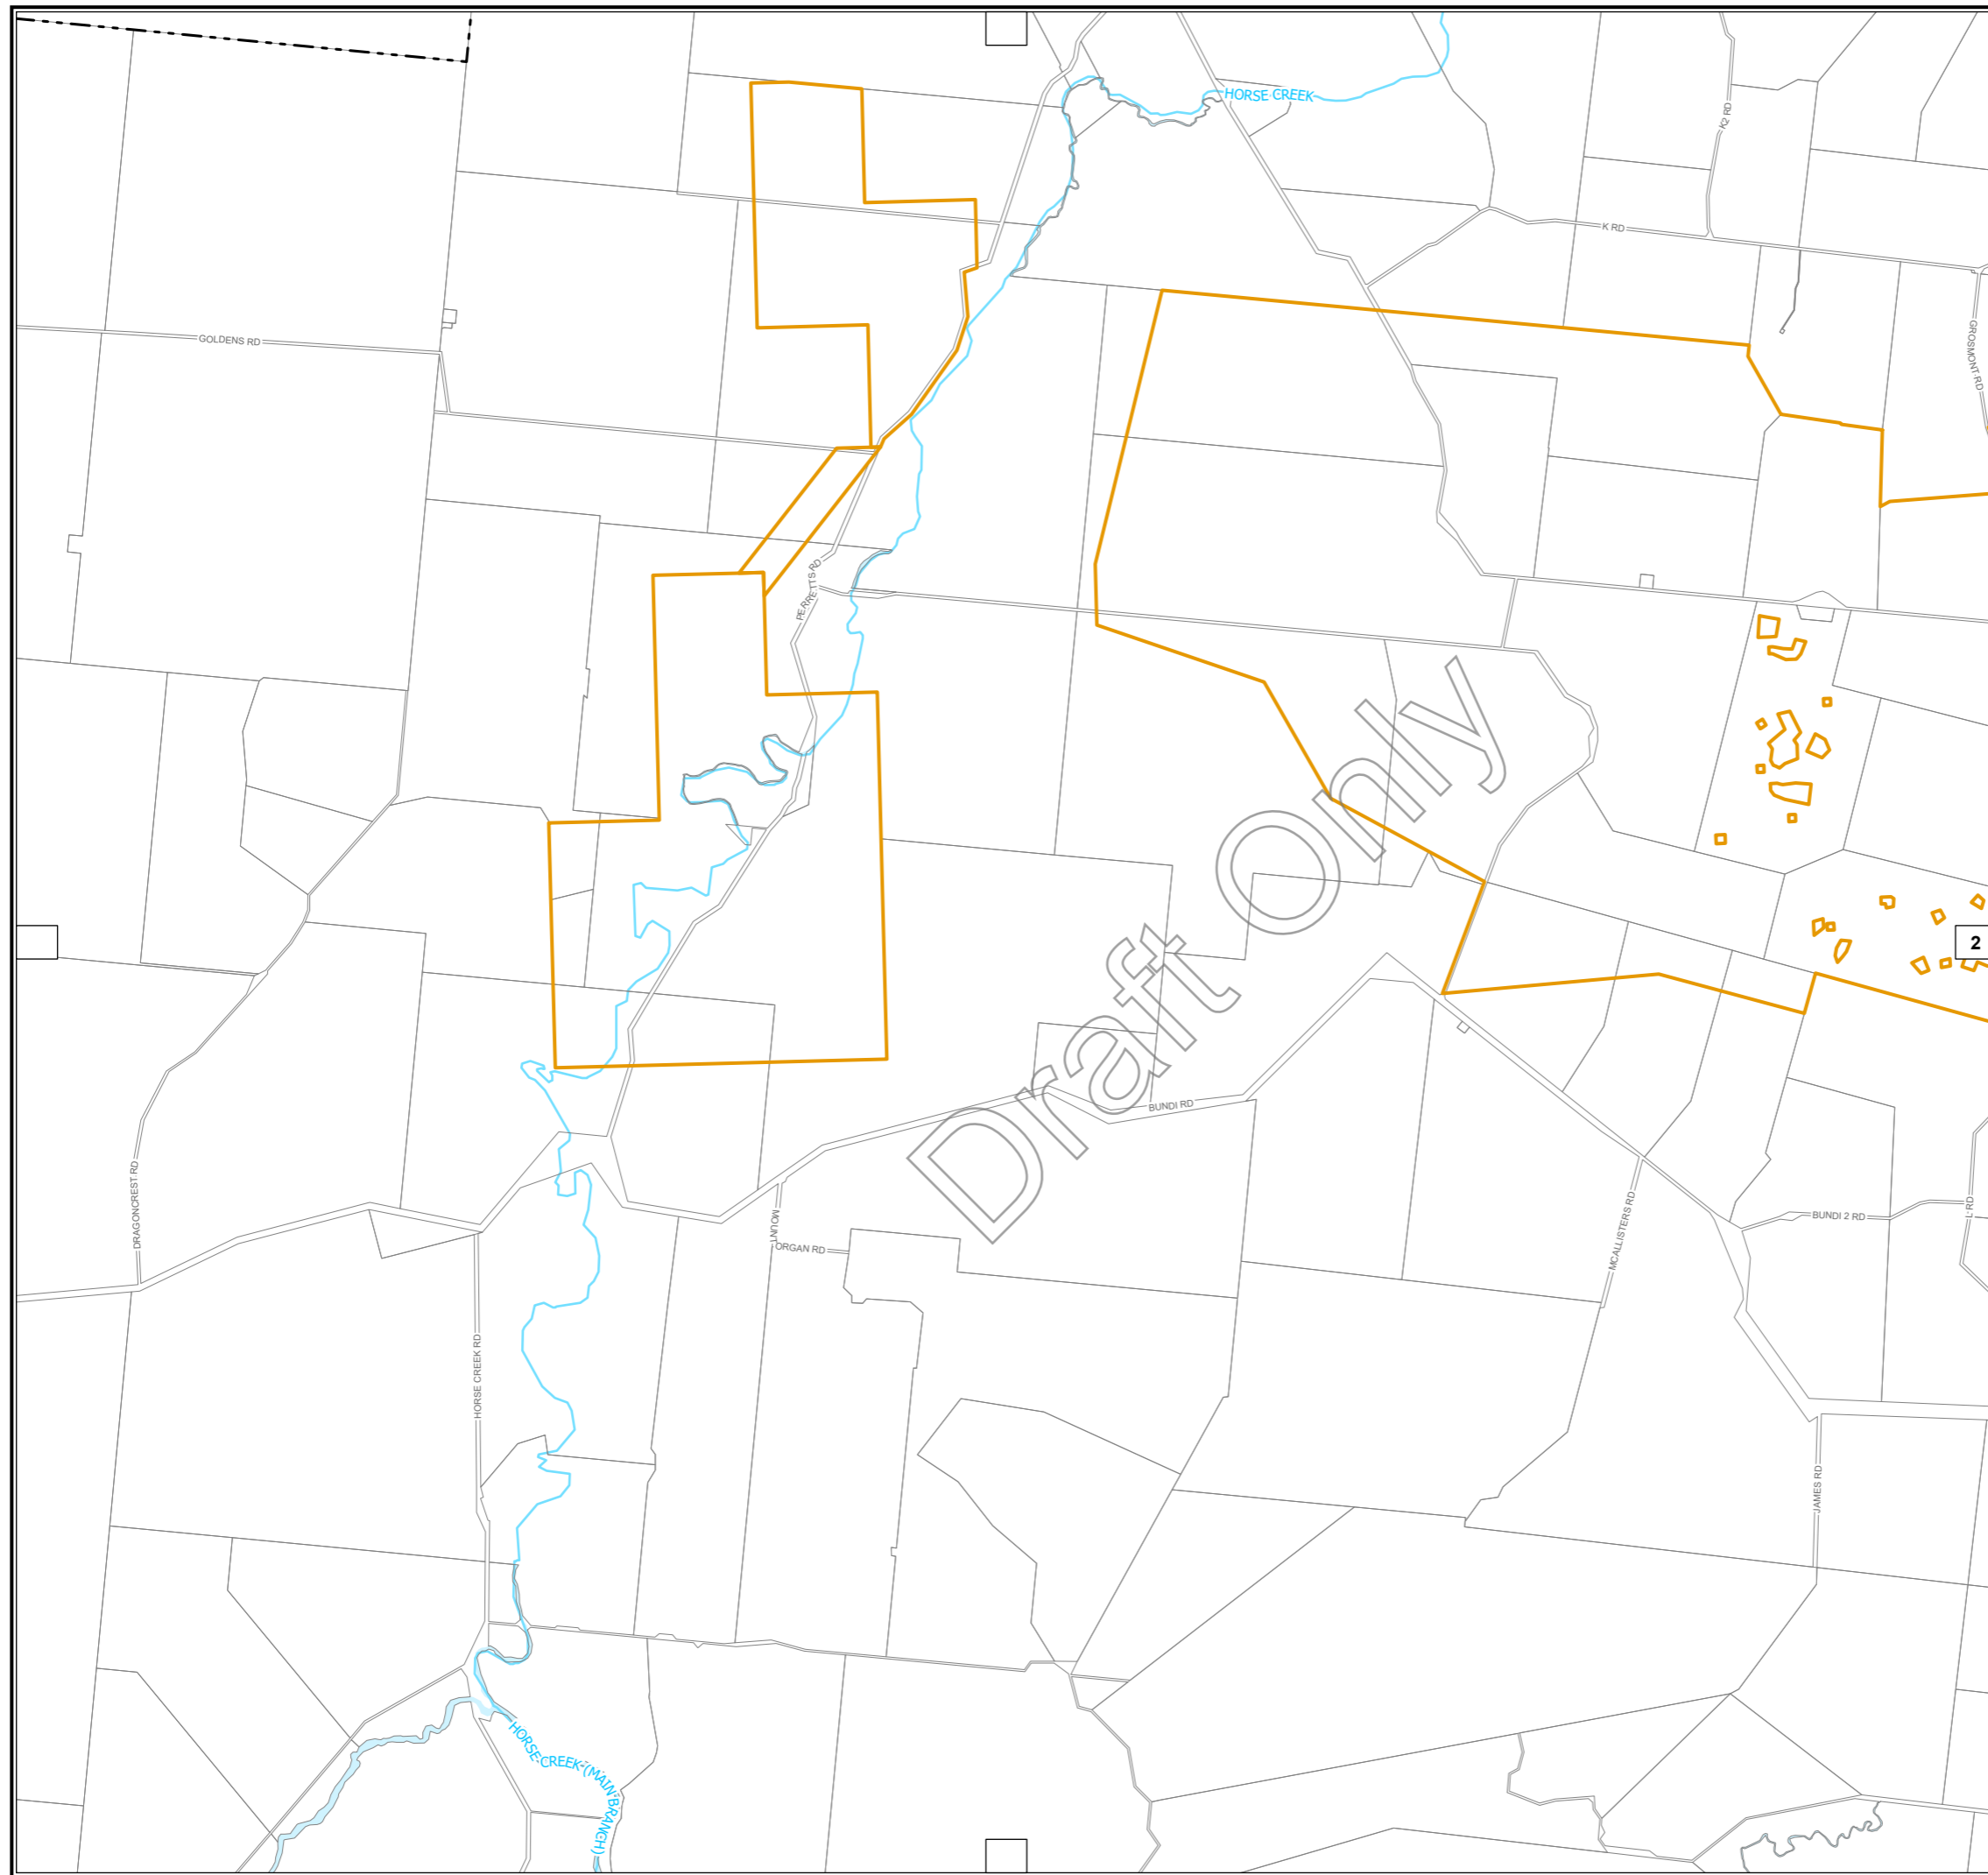 HORSE CREEK
K2 RD
K RD
GOLDENS RD
GROSMONT RD
PERRETTS RD
Draft Only
2
BUNDI RD
DRAGONCREST RD
MOUNT
ORGAN RD
MCALLISTERS RD
BUNDI 2 RD
L RD
HORSE CREEK RD
JAMES RD
HORSE CREEK (MAIN BRANCH)